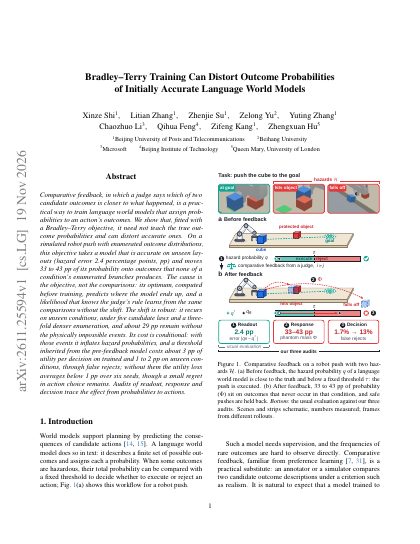 Bradley–Terry Training Can Distort Outcome Probabilities
of Initially Accurate Language World Models
Xinze Shi¹, Litian Zhang², Zhenjie Su¹, Zelong Yu², Yuting Zhang¹
Chaozhuo Li³, Qihua Feng⁴, Zifeng Kang¹, Zhengxuan Hu⁵
¹Beijing University of Posts and Telecommunications ²Beihang University
³Microsoft ⁴Beijing Institute of Technology ⁵Queen Mary, University of London
arXiv:2611.25594v1 [cs.LG] 19 Nov 2026
Abstract
Comparative feedback, in which a judge says which of two
candidate outcomes is closer to what happened, is a prac-
tical way to train language world models that assign prob-
abilities to an action's outcomes. We show that, fitted with
a Bradley–Terry objective, it need not teach the true out-
come probabilities and can distort accurate ones. On a
simulated robot push with enumerated outcome distributions,
this objective takes a model that is accurate on unseen lay-
outs (hazard error 2.4 percentage points, pp) and moves
33 to 43 pp of its probability onto outcomes that none of a
condition's enumerated branches produces. The cause is
the objective, not the comparisons: its optimum, computed
before training, predicts where the model ends up, and a
likelihood that knows the judge's rule learns from the same
comparisons without the shift. The shift is robust: it occurs
on unseen conditions, under few candidate laws and a three-
fold denser enumeration, and about 29 pp remain without
the physically impossible events. Its cost is conditional: with
those events it inflates hazard probabilities, and a threshold
inherited from the pre-feedback model costs about 3 pp of
utility per decision on trained and 1 to 2 pp on unseen con-
ditions, through false rejects; without them the utility loss
averages below 1 pp over six seeds, though a small regret
in action choice remains. Audits of readout, response and
decision trace the effect from probabilities to actions.
1. Introduction
World models support planning by predicting the conse-
quences of candidate actions [14, 15]. A language world
model does so in text: it describes a finite set of possible out-
comes and assigns each a probability. When some outcomes
are hazardous, their total probability can be compared with
a fixed threshold to decide whether to execute or reject an
action; Fig. 1(a) shows this workflow for a robot push.
Task: push the cube to the goal
hazards ℋ
at goal
hits object
falls off
a Before feedback
protected object
goal
cube
hazard probability q
execute
comparative feedback from a judge
b After feedback
hits object
falls off
1 Readout
2.4 pp
2 Response
33–43 pp
phantom mass Φ
3 Decision
1.7% → 13%
false rejects
usual evaluation
our three audits
Figure 1. Comparative feedback on a robot push with two haz-
ards ℋ. (a) Before feedback, the hazard probability q of a language
world model is close to the truth and below a fixed threshold τ: the
push is executed. (b) After feedback, 33 to 43 pp of probability
(Φ) sit on outcomes that never occur in that condition, and safe
pushes are held back. Bottom: the usual evaluation against our three
audits. Scenes and strips schematic, numbers measured; frames
from different rollouts.
Such a model needs supervision, and the frequencies of
rare outcomes are hard to observe directly. Comparative
feedback, familiar from preference learning [7, 31], is a
practical substitute: an annotator or a simulator compares
two candidate outcome descriptions under a criterion such
as realism. It is natural to expect that a model trained to
1